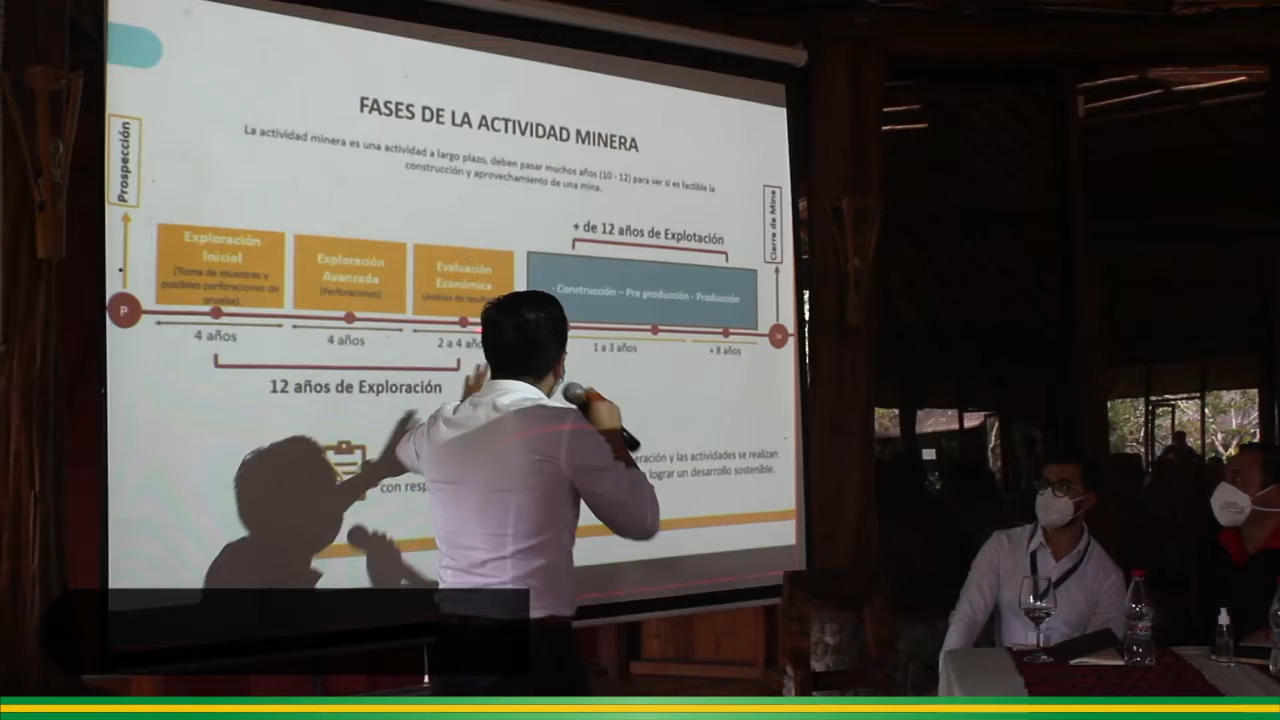 FASES DE LA ACTIVIDAD MINERA
La actividad minera es una actividad a largo plazo, deben pasar muchos años (10 - 12) para ver si es factible la
construcción y aprovechamiento de una mina.
Prospección
Cierre de Mina
+ de 12 años de Explotación
Exploración
Inicial
(Toma de muestras y
posibles perforaciones de
prueba)
Exploración
Avanzada
(Perforaciones)
Evaluación
Económica
(Análisis de
· Construcción – Pre producción - Producción
P
4 años
4 años
2 a 4
1 a 3 años
+ 8 años
12 años de Exploración
eración y las actividades se realizan
con resp
lograr un desarrollo sostenible.